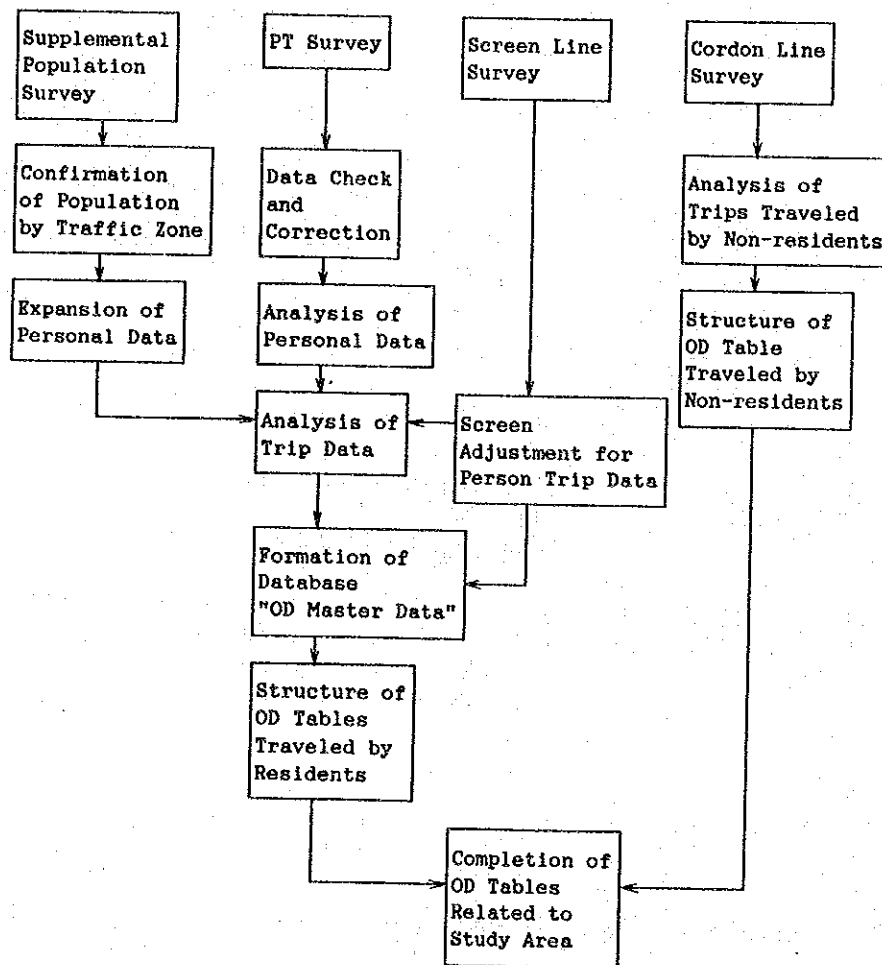 Supplemental
Population
Survey
PT Survey
Screen Line
Survey
Cordon Line
Survey
Confirmation
of Population
by Traffic Zone
Data Check
and
Correction
Analysis of
Trips Traveled
by Non-residents
Expansion of
Personal Data
Analysis of
Personal Data
Structure of
OD Table
Traveled by
Non-residents
Analysis of
Trip Data
Screen
Adjustment for
Person Trip Data
Formation of
Database
"OD Master Data"
Structure of
OD Tables
Traveled by
Residents
Completion of
OD Tables
Related to
Study Area